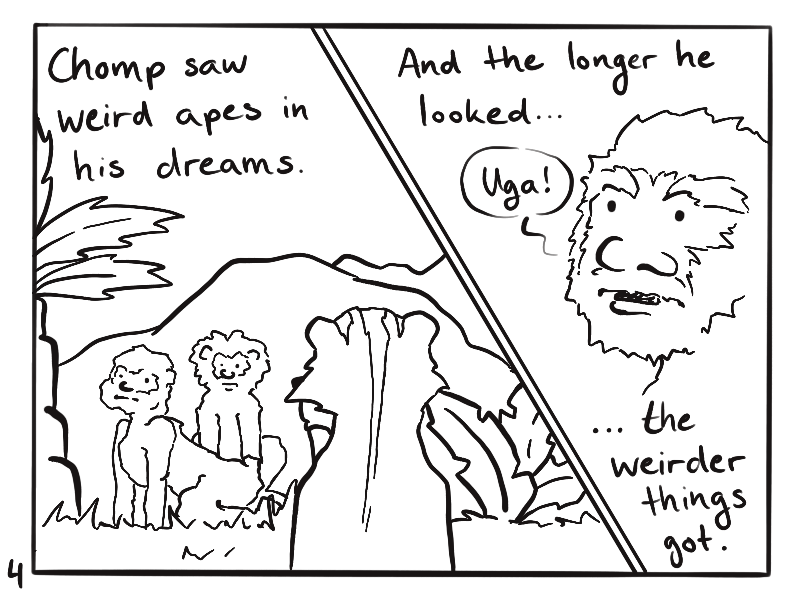 Chomp saw
weird apes in
his dreams.
And the longer he
looked...
Uga!
... the
weirder
things
got.
4